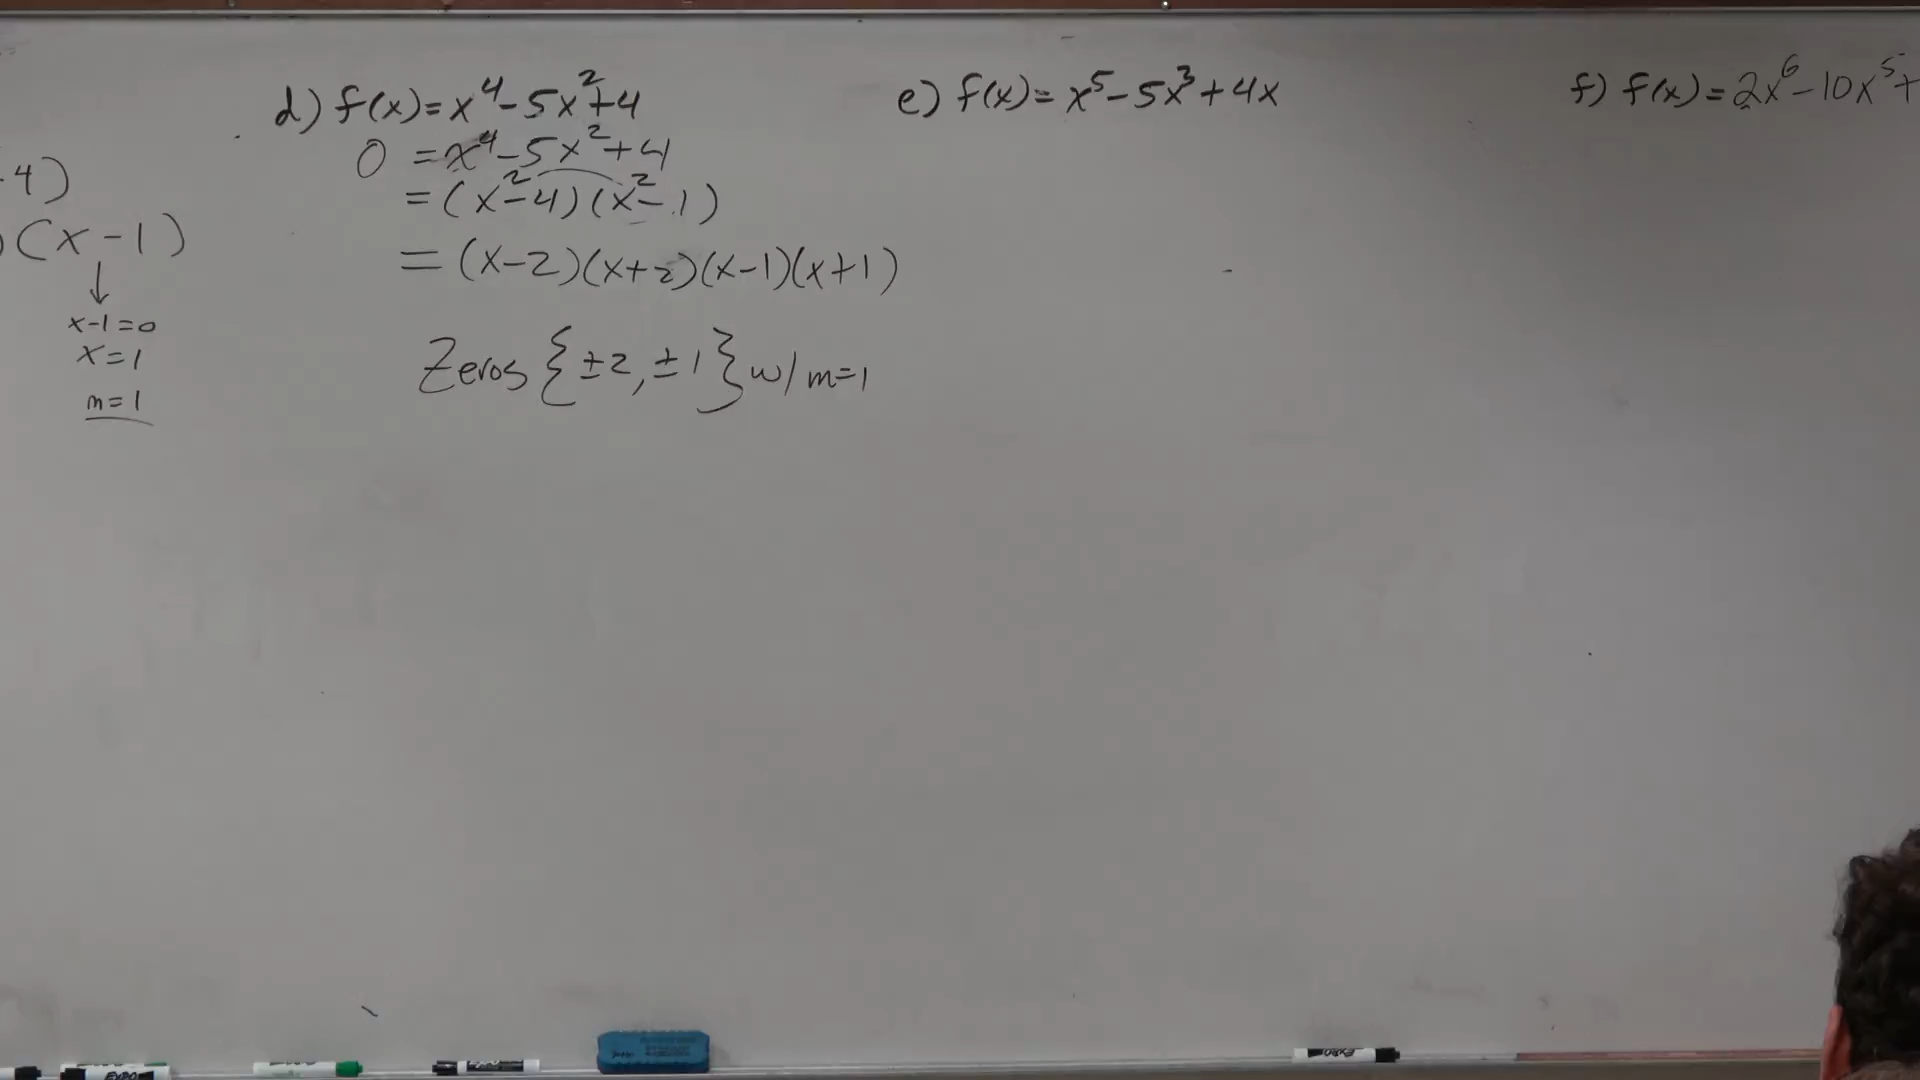 4)
(x-1)
↓
x-1=0
x=1
m=1
d) f(x)= x⁴-5x²+4
0 = x⁴-5x²+4
= (x²-4)(x²-1)
= (x-2)(x+2)(x-1)(x+1)
Zeros {±2, ±1} w/ m=1
e) f(x)= x⁵-5x³+4x
f) f(x)= 2x⁶-10x⁵+
EXPO